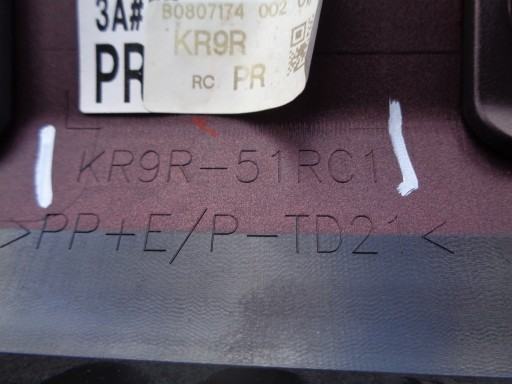 3A#
B0807174 002
PR
KR9R
RC PR
KR9R-51RC1
>PP+E/P-TD21<